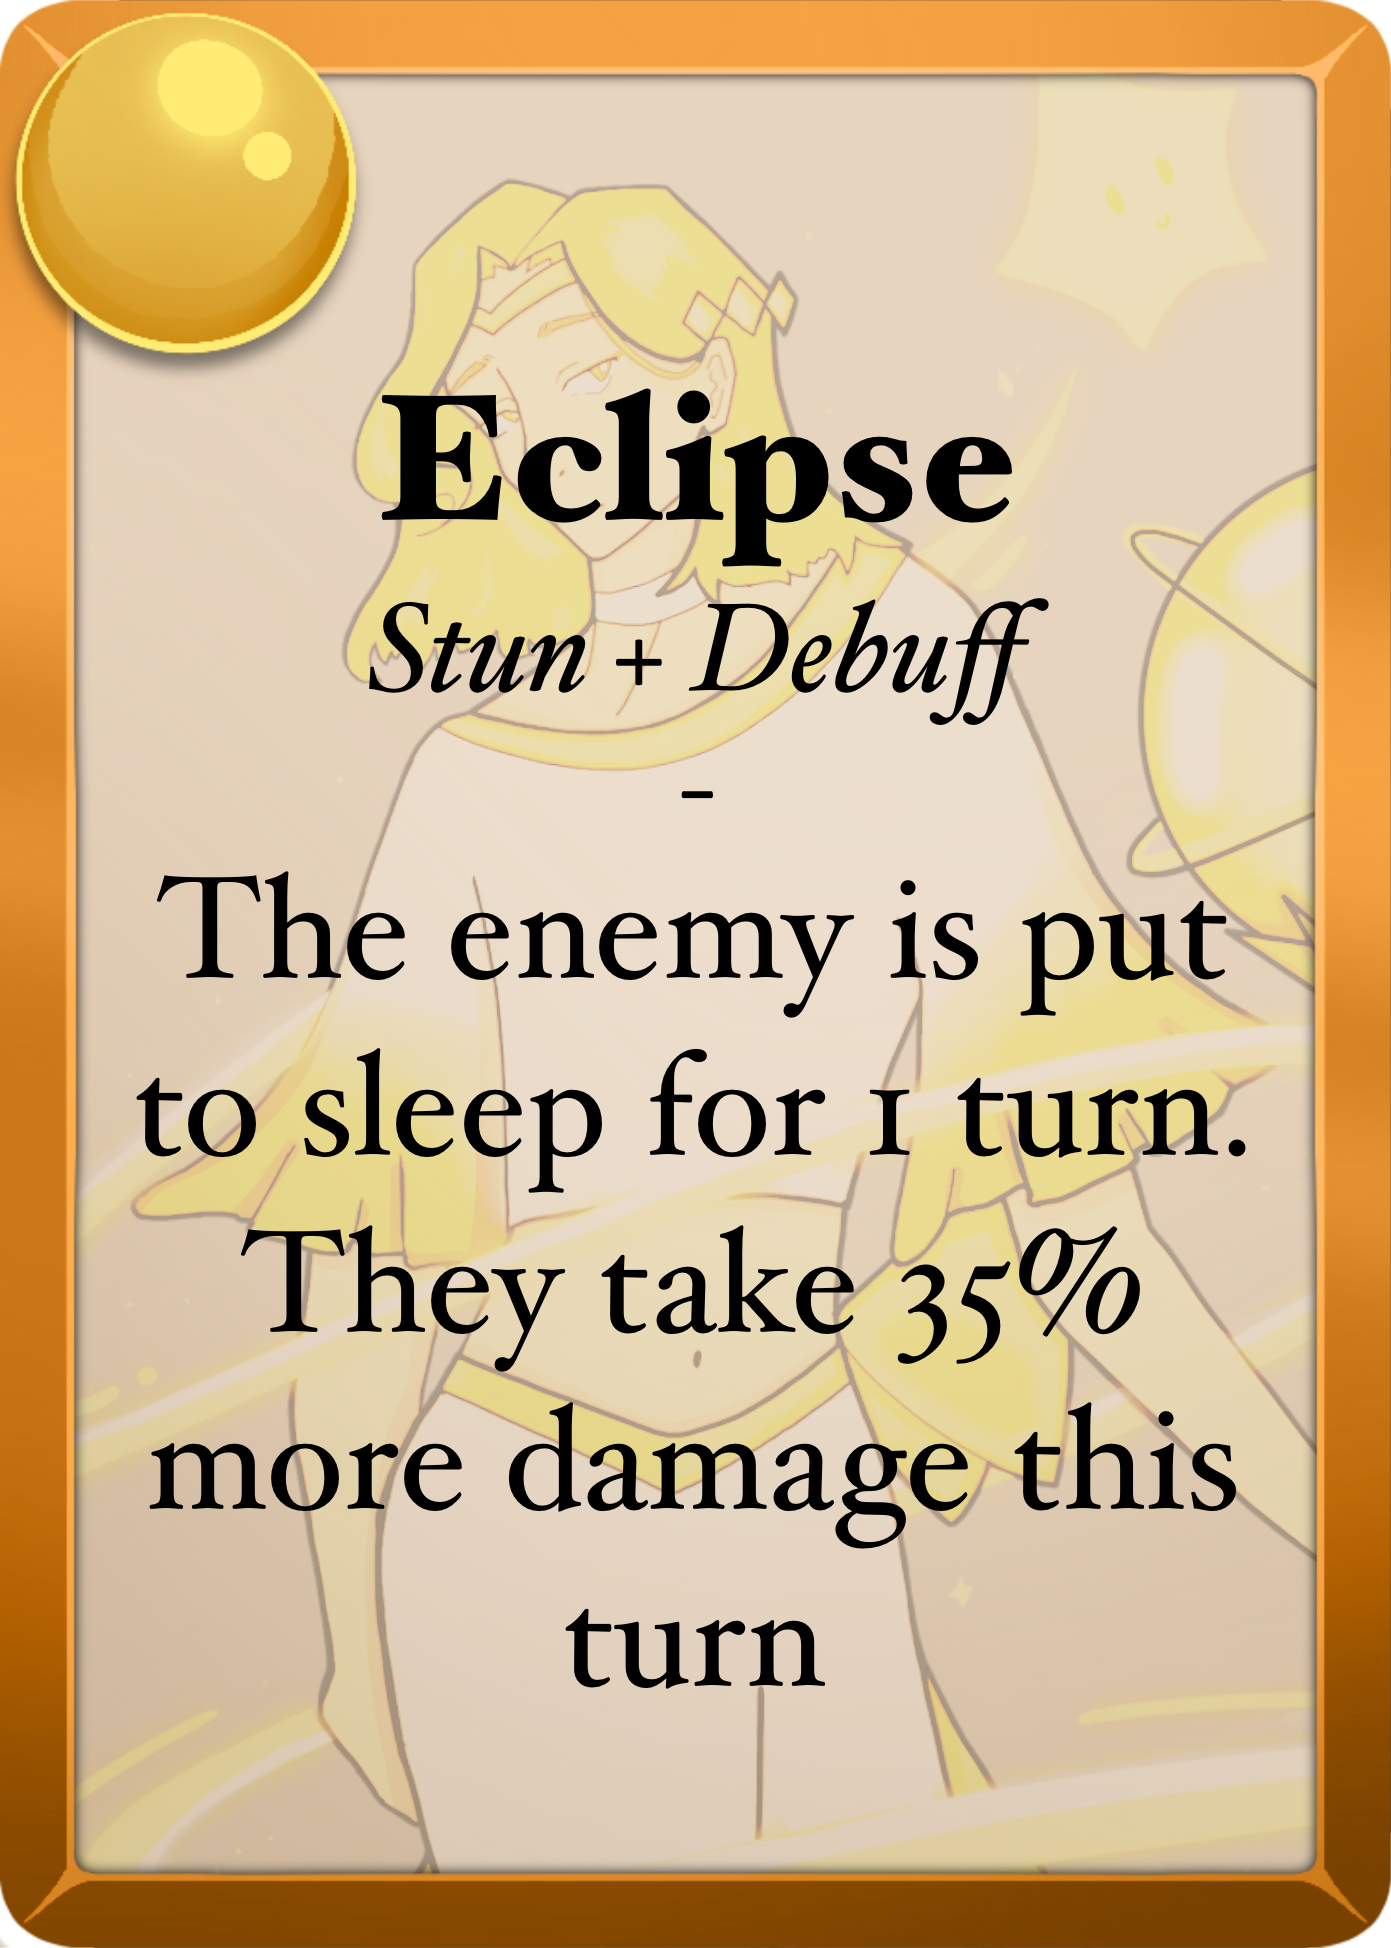 Eclipse
Stun + Debuff
-
The enemy is put
to sleep for 1 turn.
They take 35%
more damage this
turn